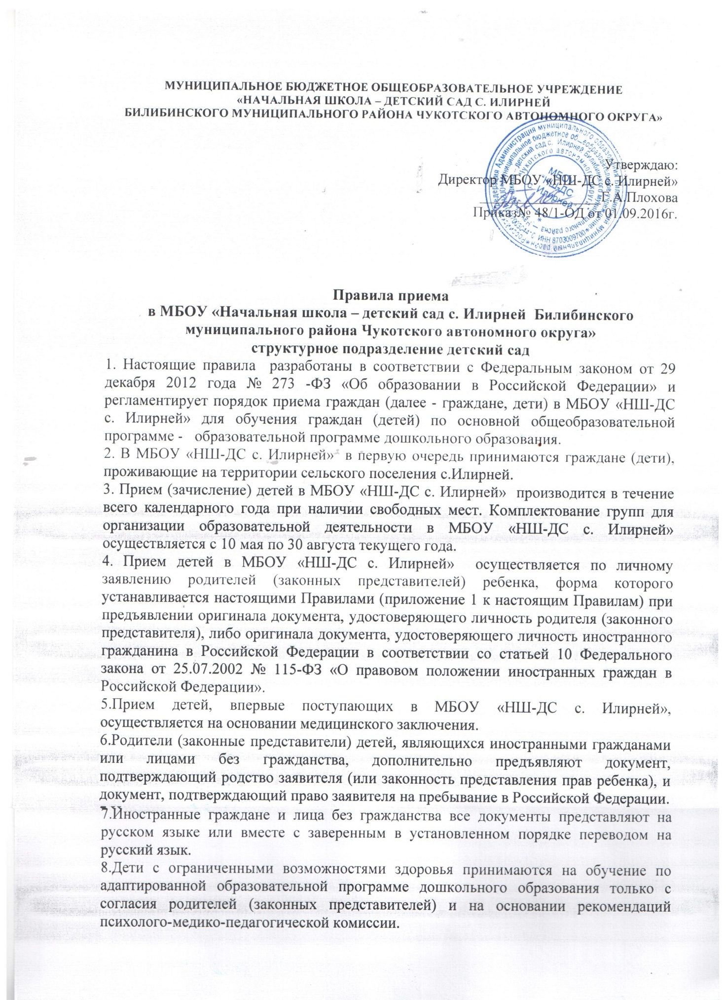 МУНИЦИПАЛЬНОЕ БЮДЖЕТНОЕ ОБЩЕОБРАЗОВАТЕЛЬНОЕ УЧРЕЖДЕНИЕ
«НАЧАЛЬНАЯ ШКОЛА – ДЕТСКИЙ САД С. ИЛИРНЕЙ
БИЛИБИНСКОГО МУНИЦИПАЛЬНОГО РАЙОНА ЧУКОТСКОГО АВТОНОМНОГО ОКРУГА»
Утверждаю:
Директор МБОУ «НШ-ДС с. Илирней»
Г.А.Плохова
Приказ№ 48/1-ОД от 01.09.2016г.
МБОУ
"НШ-ДС
с. Илирней"
ИНН 8703009700
Правила приема
в МБОУ «Начальная школа – детский сад с. Илирней Билибинского
муниципального района Чукотского автономного округа»
структурное подразделение детский сад
1. Настоящие правила разработаны в соответствии с Федеральным законом от 29
декабря 2012 года № 273 -ФЗ «Об образовании в Российской Федерации» и
регламентирует порядок приема граждан (далее - граждане, дети) в МБОУ «НШ-ДС
с. Илирней» для обучения граждан (детей) по основной общеобразовательной
программе - образовательной программе дошкольного образования.
2. В МБОУ «НШ-ДС с. Илирней» в первую очередь принимаются граждане (дети),
проживающие на территории сельского поселения с.Илирней.
3. Прием (зачисление) детей в МБОУ «НШ-ДС с. Илирней» производится в течение
всего календарного года при наличии свободных мест. Комплектование групп для
организации образовательной деятельности в МБОУ «НШ-ДС с. Илирней»
осуществляется с 10 мая по 30 августа текущего года.
4. Прием детей в МБОУ «НШ-ДС с. Илирней» осуществляется по личному
заявлению родителей (законных представителей) ребенка, форма которого
устанавливается настоящими Правилами (приложение 1 к настоящим Правилам) при
предъявлении оригинала документа, удостоверяющего личность родителя (законного
представителя), либо оригинала документа, удостоверяющего личность иностранного
гражданина в Российской Федерации в соответствии со статьей 10 Федерального
закона от 25.07.2002 № 115-ФЗ «О правовом положении иностранных граждан в
Российской Федерации».
5.Прием детей, впервые поступающих в МБОУ «НШ-ДС с. Илирней»,
осуществляется на основании медицинского заключения.
6.Родители (законные представители) детей, являющихся иностранными гражданами
или лицами без гражданства, дополнительно предъявляют документ,
подтверждающий родство заявителя (или законность представления прав ребенка), и
документ, подтверждающий право заявителя на пребывание в Российской Федерации.
7.Иностранные граждане и лица без гражданства все документы представляют на
русском языке или вместе с заверенным в установленном порядке переводом на
русский язык.
8.Дети с ограниченными возможностями здоровья принимаются на обучение по
адаптированной образовательной программе дошкольного образования только с
согласия родителей (законных представителей) и на основании рекомендаций
психолого-медико-педагогической комиссии.